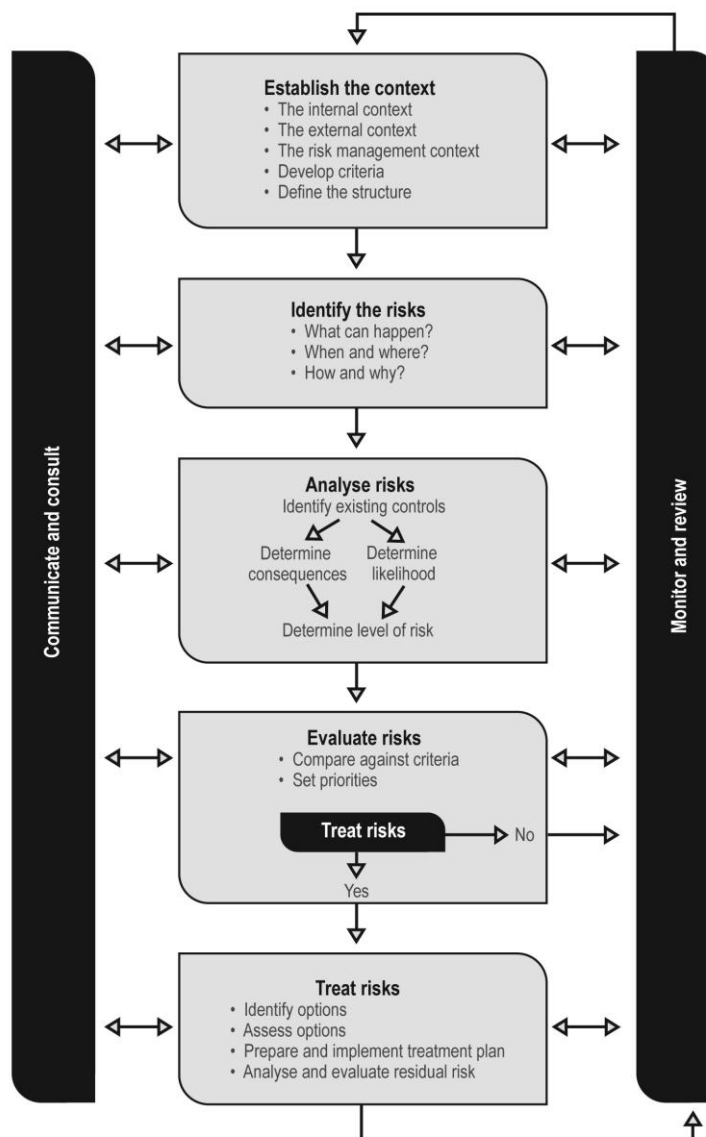 Communicate and consult
Establish the context
• The internal context
• The external context
• The risk management context
• Develop criteria
• Define the structure
Identify the risks
• What can happen?
• When and where?
• How and why?
Analyse risks
Identify existing controls
Determine
consequences
Determine
likelihood
Determine level of risk
Evaluate risks
• Compare against criteria
• Set priorities
Treat risks
No
Yes
Treat risks
• Identify options
• Assess options
• Prepare and implement treatment plan
• Analyse and evaluate residual risk
Monitor and review